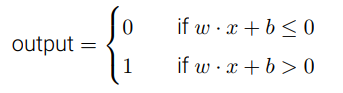 output = { 0 if w · x + b ≤ 0
1 if w · x + b > 0